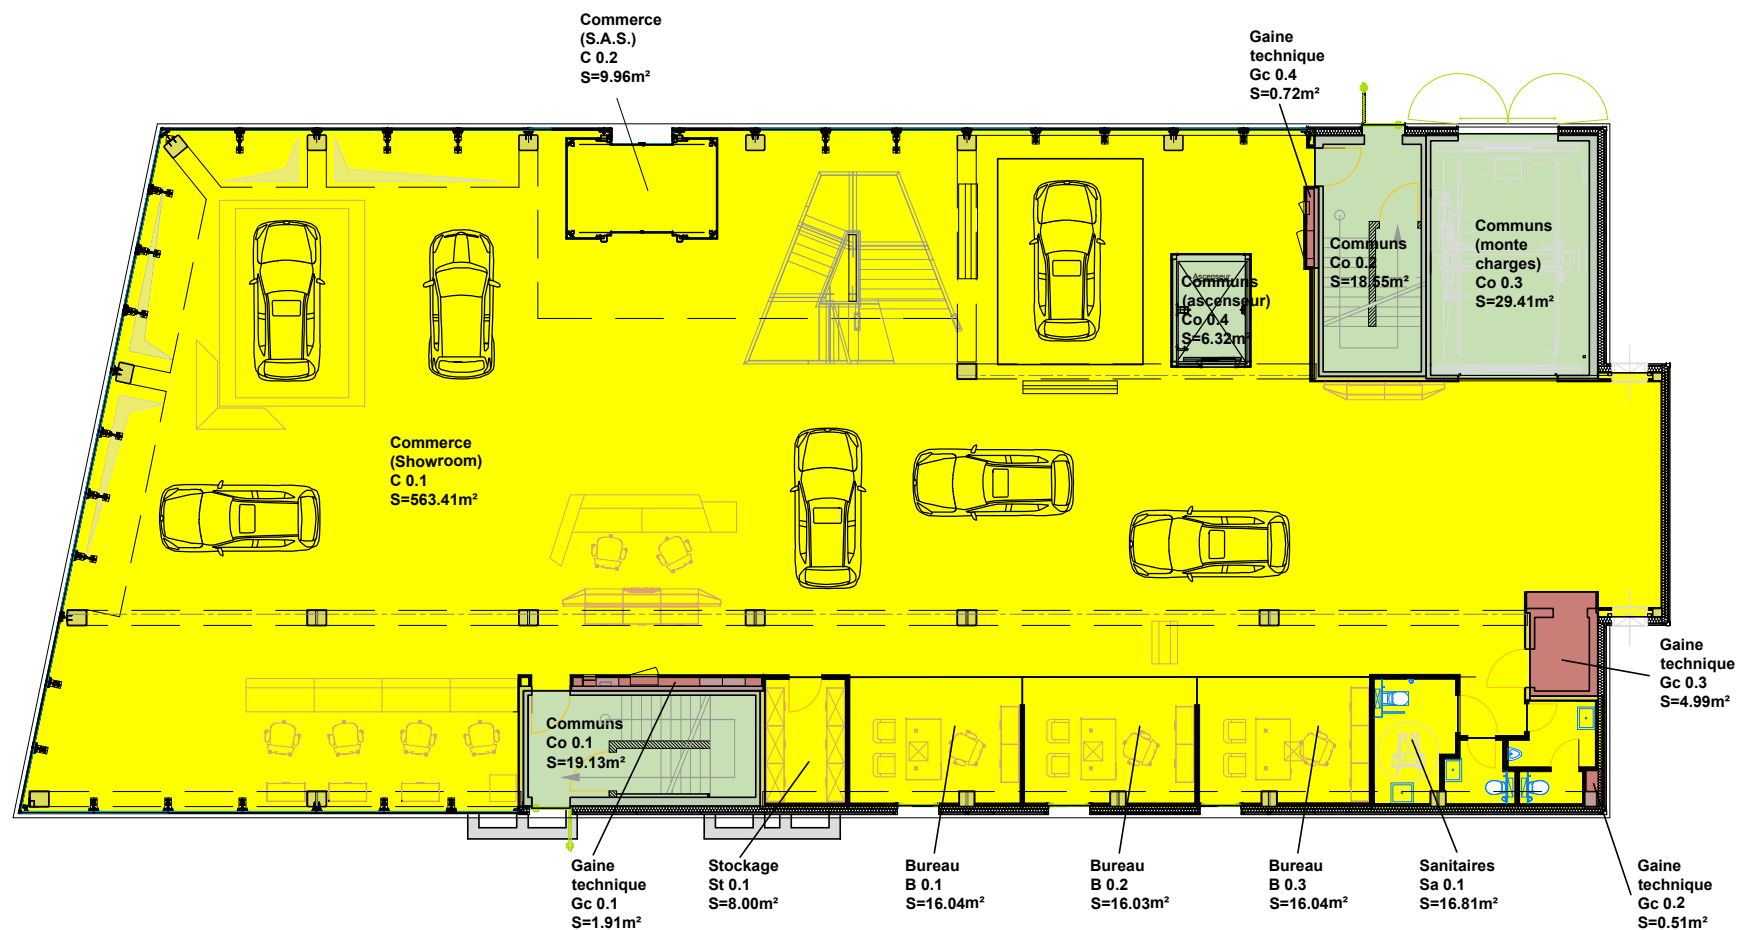 Commerce
(S.A.S.)
C 0.2
S=9.96m²
Gaine
technique
Gc 0.4
S=0.72m²
Communs
Co 0.2
S=18.55m²
Communs
(monte
charges)
Co 0.3
S=29.41m²
Ascenseur
Communs
(ascenseur)
Co 0.4
S=6.32m²
Commerce
(Showroom)
C 0.1
S=563.41m²
Gaine
technique
Gc 0.3
S=4.99m²
Communs
Co 0.1
S=19.13m²
Gaine
technique
Gc 0.1
S=1.91m²
Stockage
St 0.1
S=8.00m²
Bureau
B 0.1
S=16.04m²
Bureau
B 0.2
S=16.03m²
Bureau
B 0.3
S=16.04m²
Sanitaires
Sa 0.1
S=16.81m²
Gaine
technique
Gc 0.2
S=0.51m²